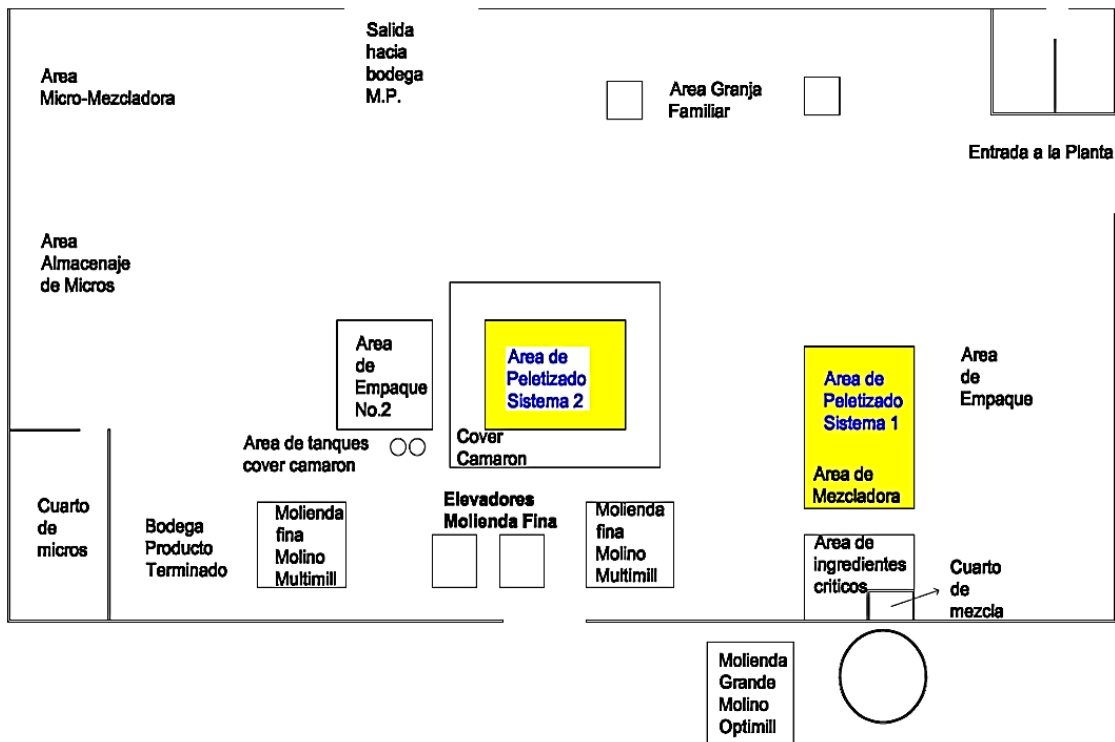 Salida
hacia
bodega
M.P.
Area
Micro-Mezcladora
Area Granja
Familiar
Entrada a la Planta
Area
Almacenaje
de Micros
Area
de
Empaque
No.2
Area de
Peletizado
Sistema 2
Cover
Camaron
Area de
Peletizado
Sistema 1
Area de
Mezcladora
Area
de
Empaque
Area de tanques
cover camaron
Cuarto
de
micros
Bodega
Producto
Terminado
Molienda
fina
Molino
Multimill
Elevadores
Molienda Fina
Molienda
fina
Molino
Multimill
Area de
ingredientes
criticos
Cuarto
de
mezcla
Molienda
Grande
Molino
Optimill